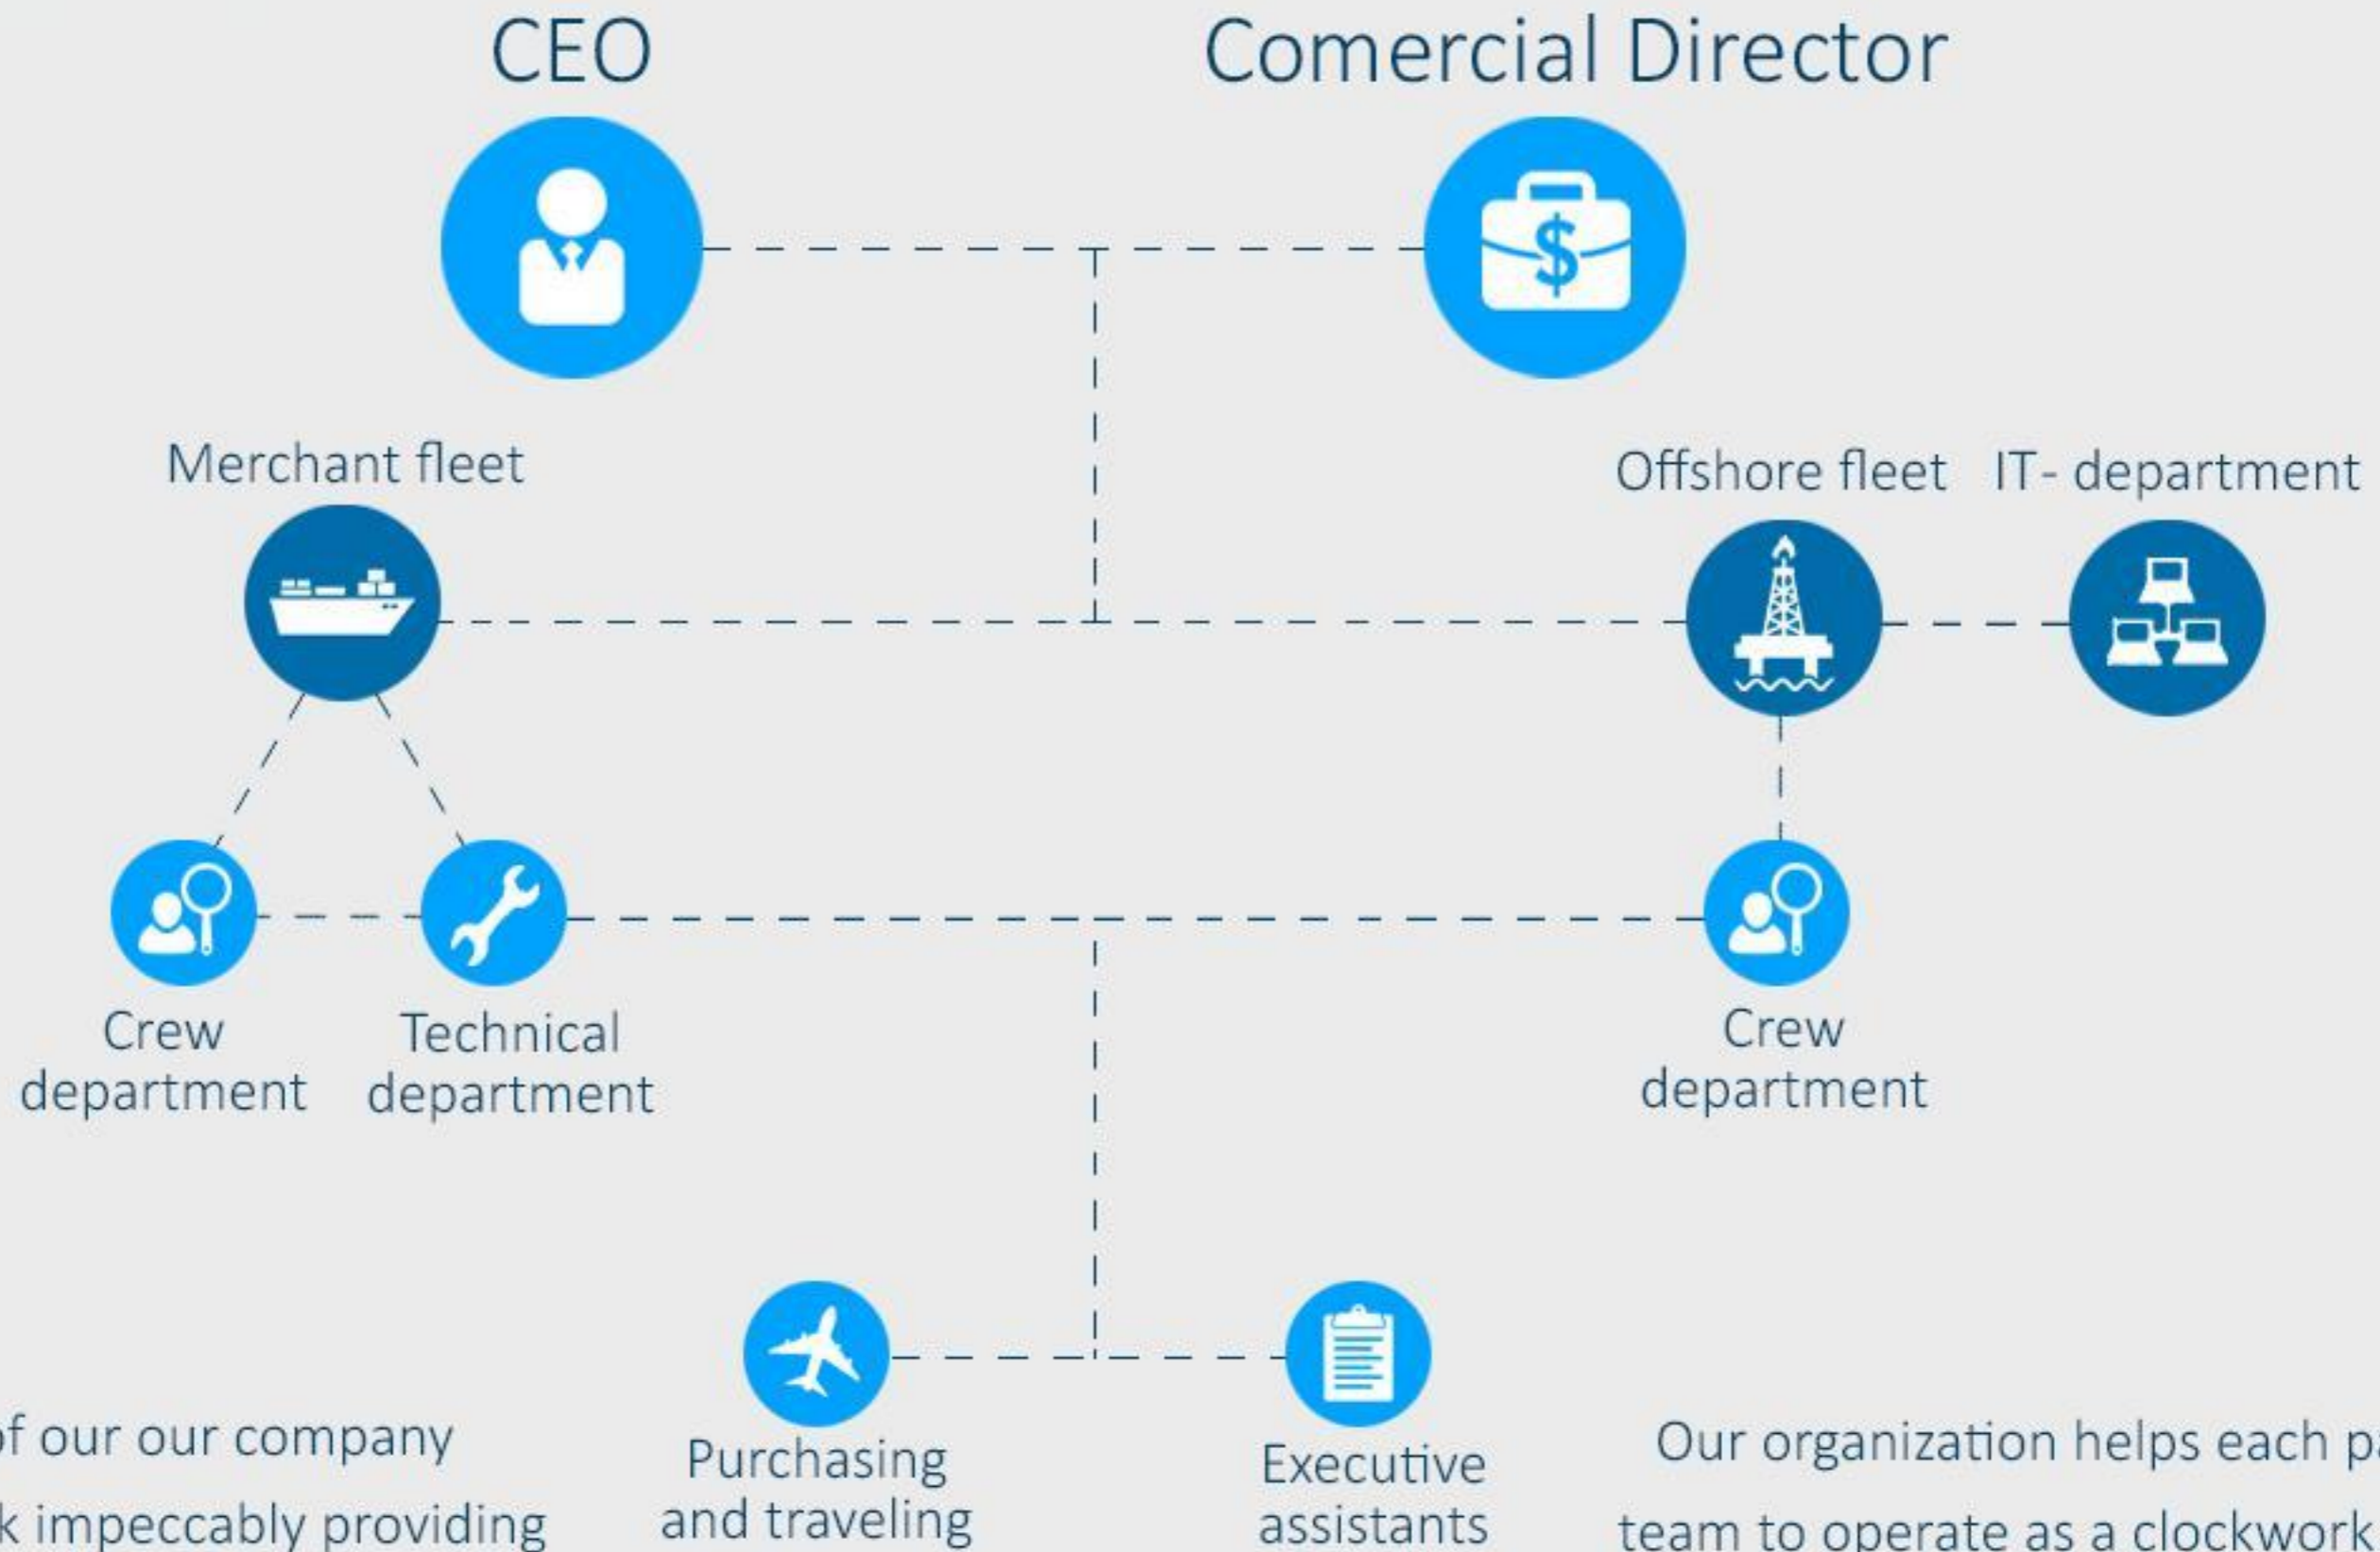 CEO
Comercial Director
Merchant fleet
Offshore fleet
IT- department
Crew
department
Technical
department
Crew
department
Purchasing
and traveling
Executive
assistants
of our our company
impeccably providing
Our organization helps each
team to operate as a clockwork
$